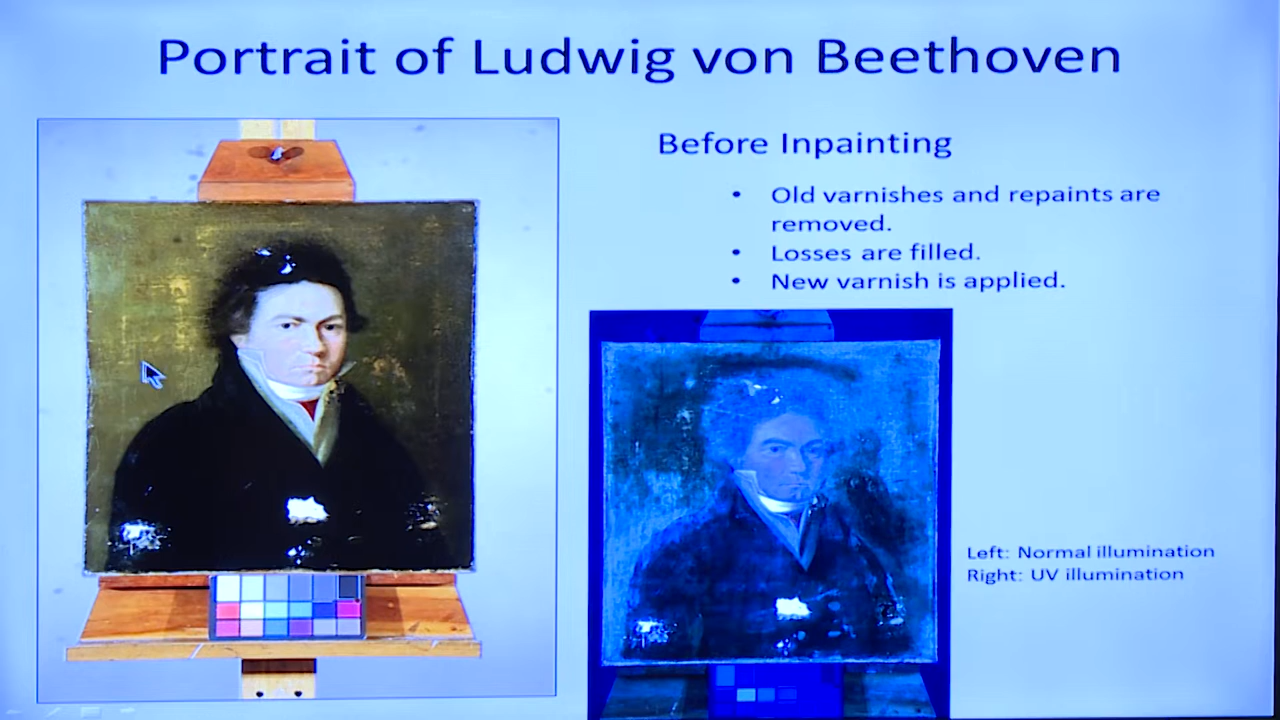 Portrait of Ludwig von Beethoven
Before Inpainting
• Old varnishes and repaints are
removed.
• Losses are filled.
• New varnish is applied.
Left: Normal illumination
Right: UV illumination